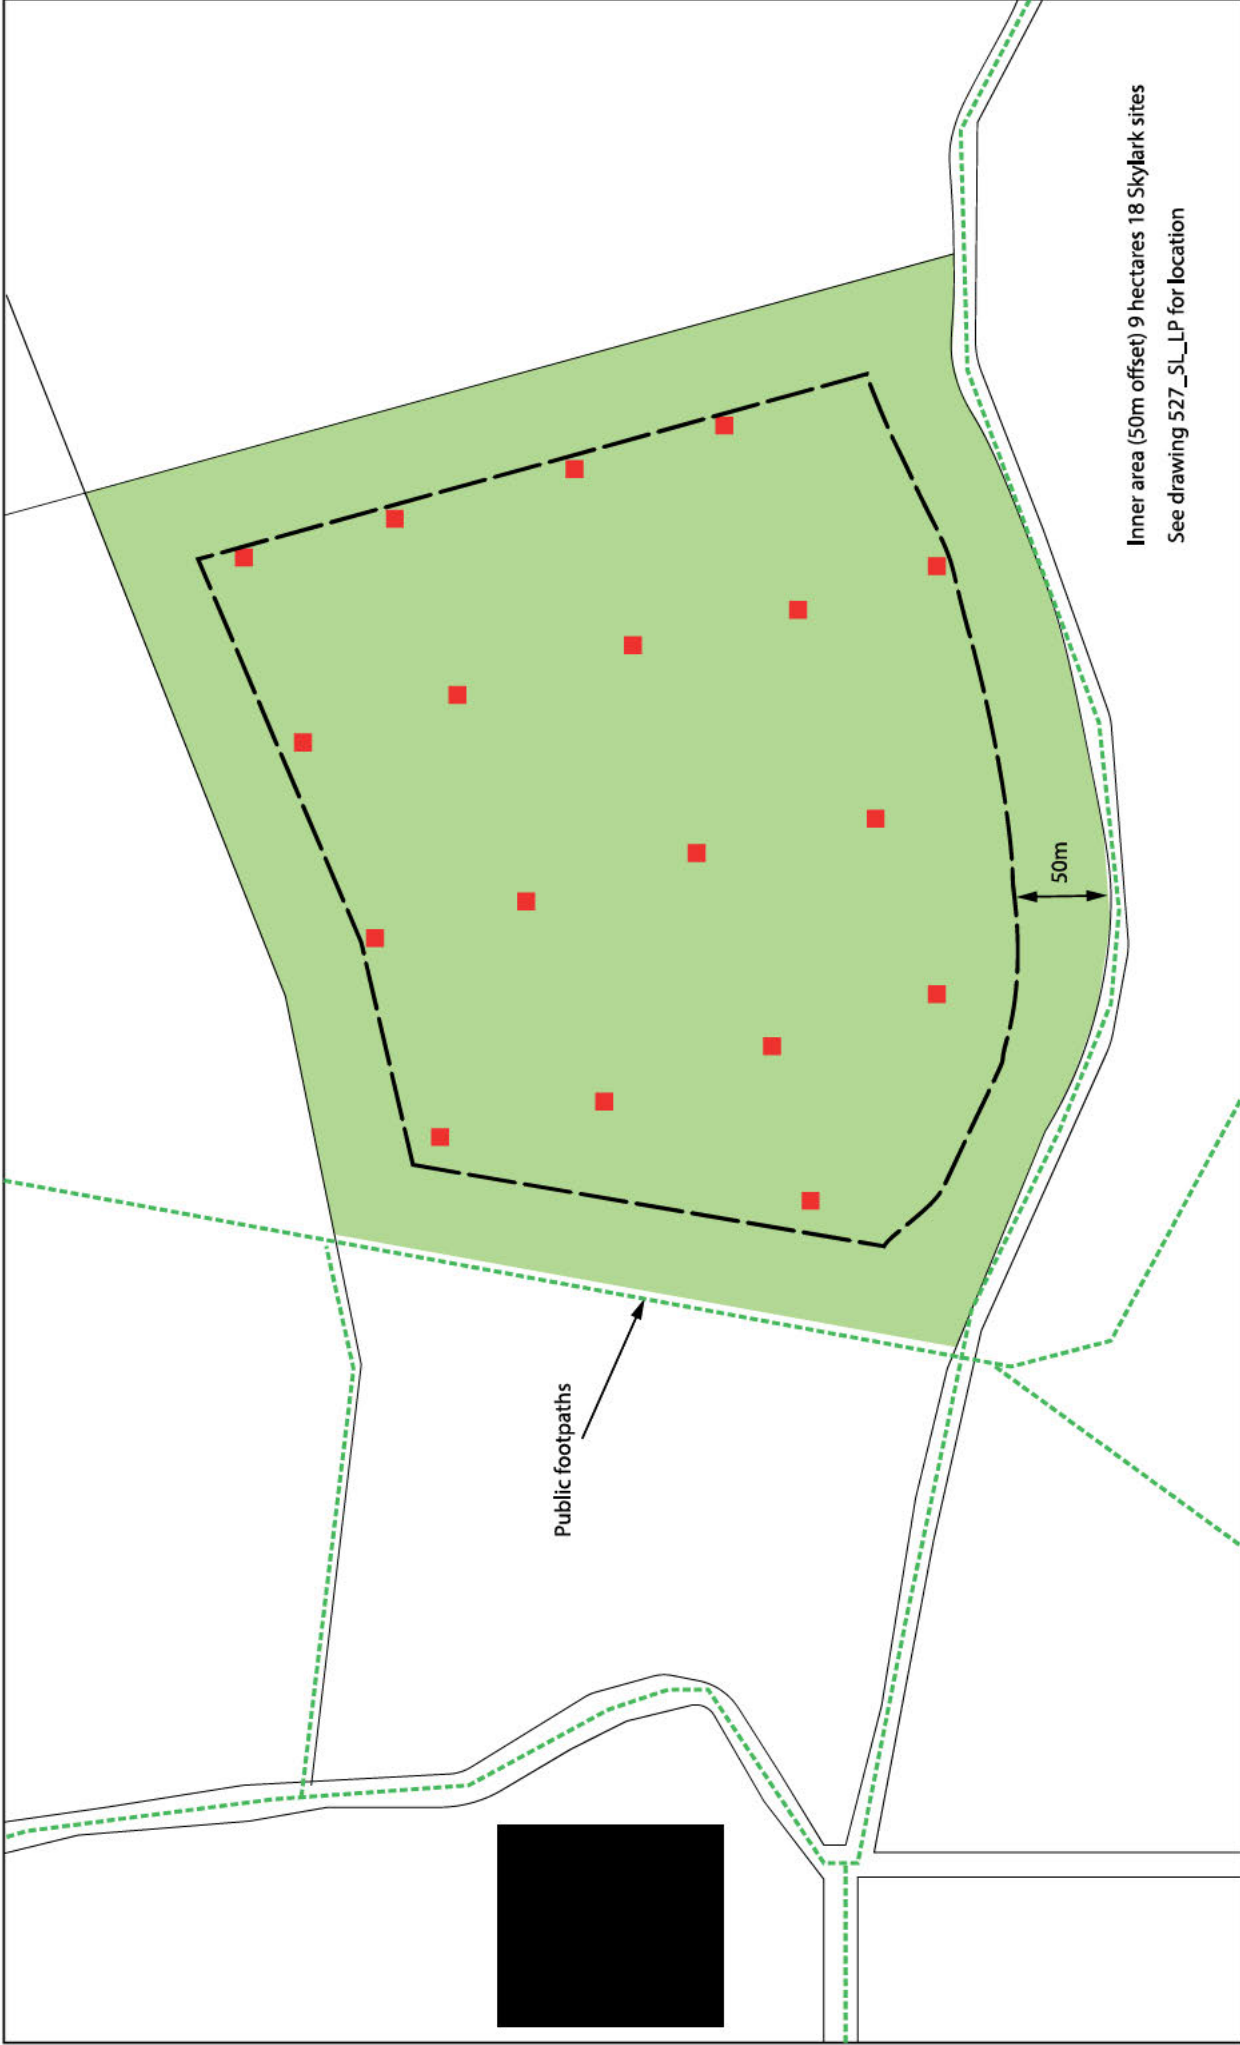 Public footpaths
50m
Inner area (50m offset) 9 hectares 18 Skylark sites
See drawing 527_SL_LP for location